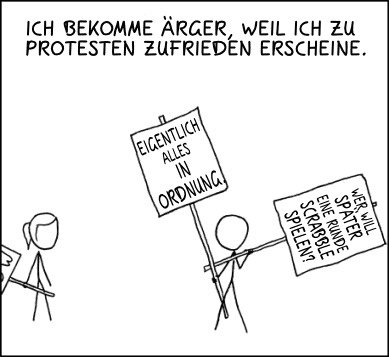 ICH BEKOMME ÄRGER, WEIL ICH ZU
PROTESTEN ZUFRIEDEN ERSCHEINE.
EIGENTLICH
ALLES
IN
ORDNUNG
WER WILL
SPÄTER
EINE RUNDE
SCRABBLE
SPIELEN?